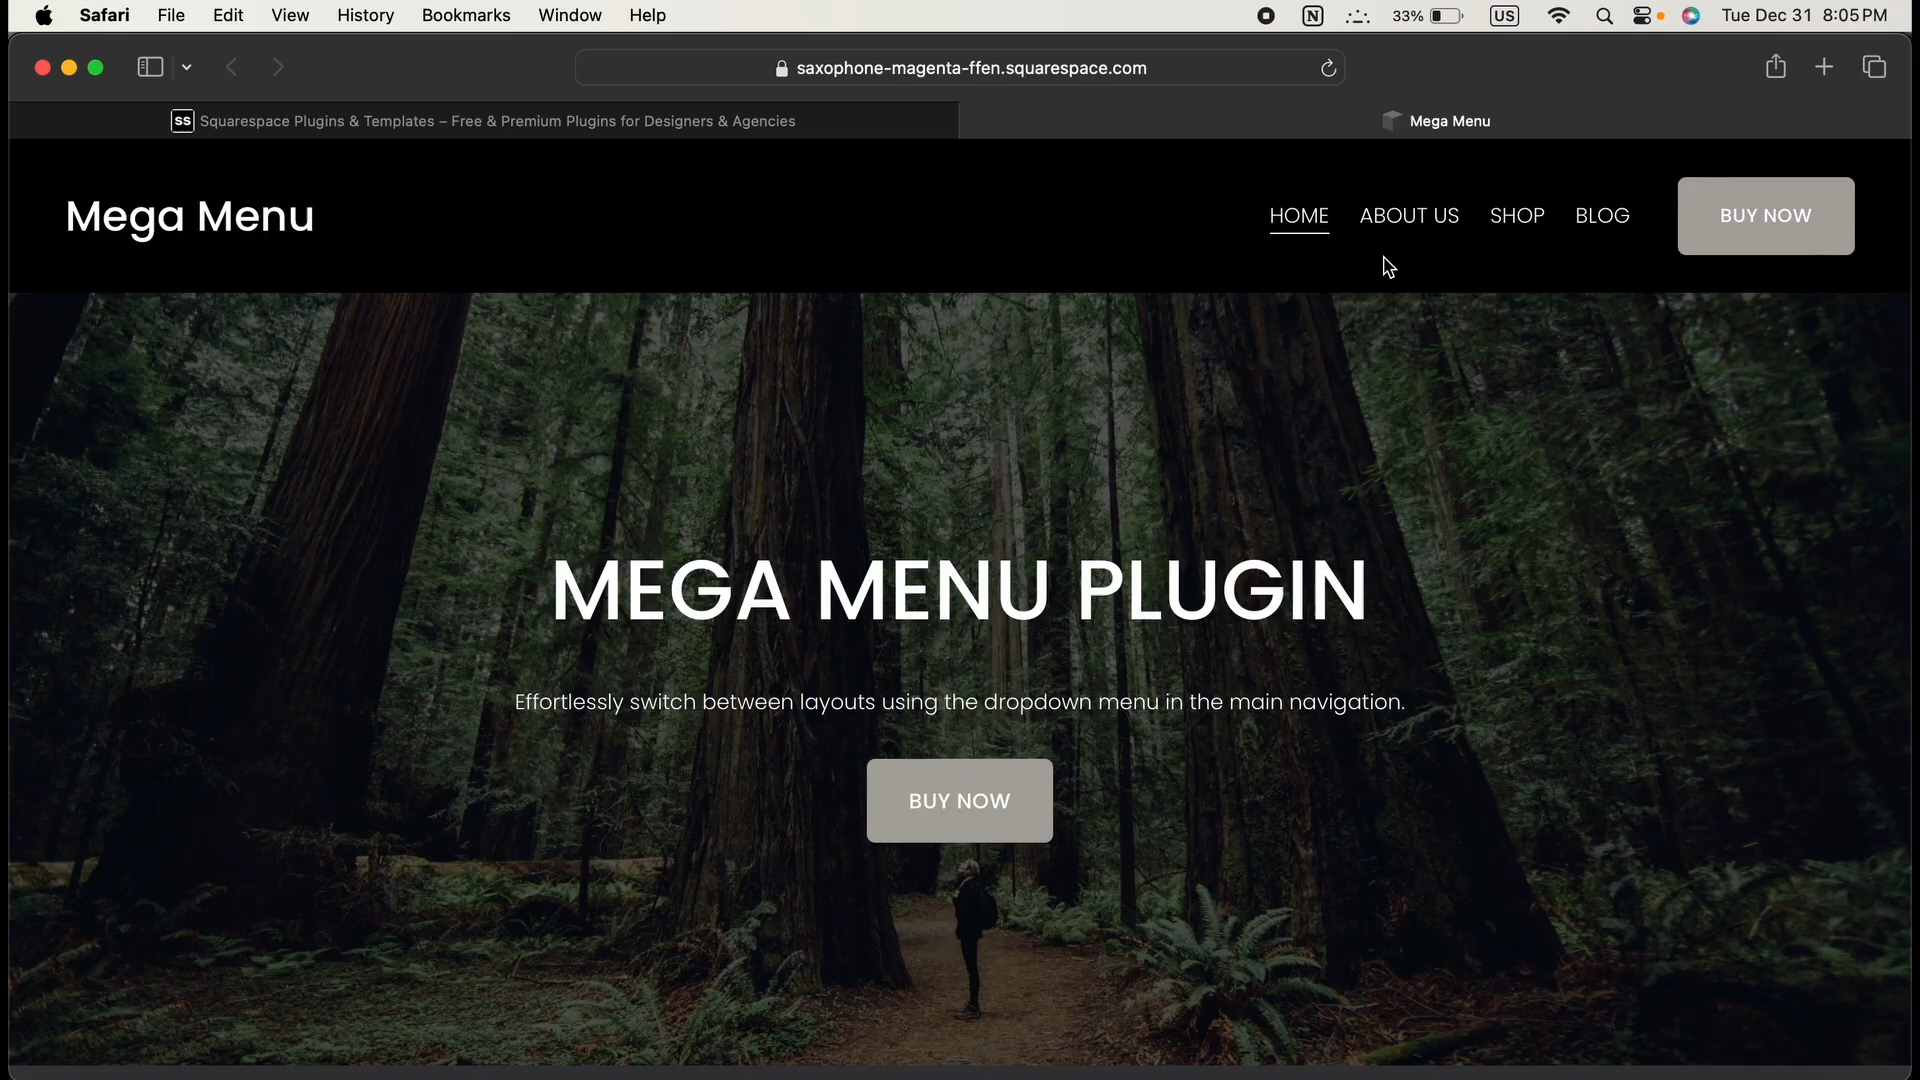 Safari File Edit View History Bookmarks Window Help N 33% US Tue Dec 31 8:05 PM
saxophone-magenta-ffen.squarespace.com
SS Squarespace Plugins & Templates – Free & Premium Plugins for Designers & Agencies
Mega Menu
Mega Menu
HOME ABOUT US SHOP BLOG BUY NOW
MEGA MENU PLUGIN
Effortlessly switch between layouts using the dropdown menu in the main navigation.
BUY NOW